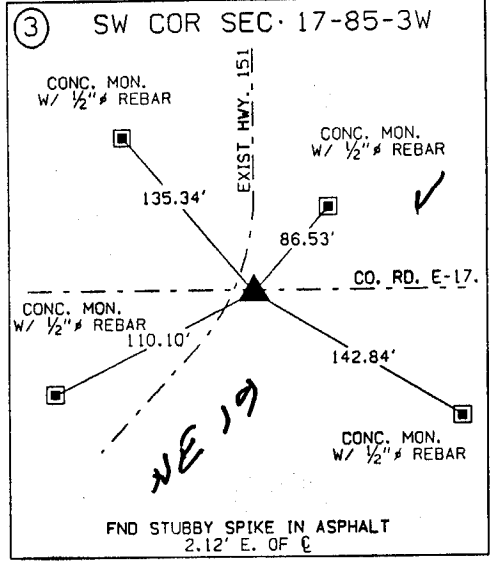 3 SW COR SEC. 17-85-3W
CONC. MON.
W/ ½"ø REBAR
EXIST. HWY. 151
CONC. MON.
W/ ½"ø REBAR
135.34'
86.53'
CO. RD. E-17.
CONC. MON.
W/ ½"ø REBAR
110.10'
142.84'
NE 19
CONC. MON.
W/ ½"ø REBAR
FND STUBBY SPIKE IN ASPHALT
2.12' E. OF ℄